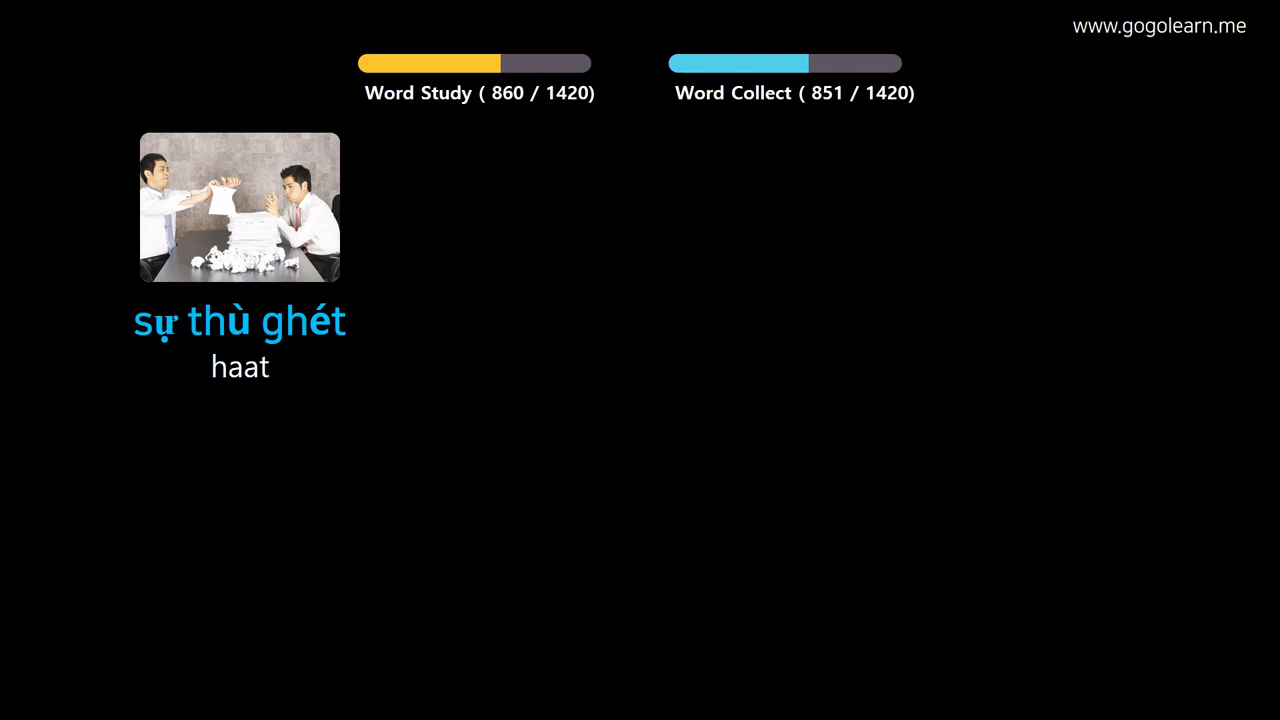 www.gogolearn.me
Word Study ( 860 / 1420)
Word Collect ( 851 / 1420)
sự thù ghét
haat